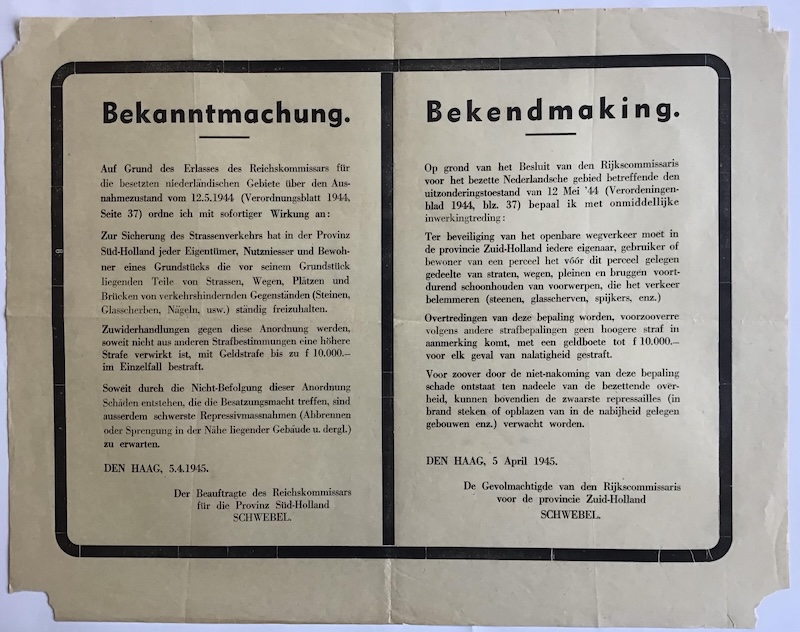 Bekanntmachung.
Auf Grund des Erlasses des Reichskommissars für
die besetzten niederländischen Gebiete über den Aus-
nahmezustand vom 12.5.1944 (Verordnungsblatt 1944,
Seite 37) ordne ich mit sofortiger Wirkung an:
Zur Sicherung des Strassenverkehrs hat in der Provinz
Süd-Holland jeder Eigentümer, Nutzniesser und Bewoh-
ner eines Grundstücks die vor seinem Grundstück
liegenden Teile von Strassen, Wegen, Plätzen und
Brücken von verkehrshindernden Gegenständen (Steinen,
Glasscherben, Nägeln, usw.) ständig freizuhalten.
Zuwiderhandlungen gegen diese Anordnung werden,
soweit nicht aus anderen Strafbestimmungen eine höhere
Strafe verwirkt ist, mit Geldstrafe bis zu f 10.000.—
im Einzelfall bestraft.
Soweit durch die Nicht-Befolgung dieser Anordnung
Schäden entstehen, die die Besatzungsmacht treffen, sind
ausserdem schwerste Repressivmassnahmen (Abbrennen
oder Sprengung in der Nähe liegender Gebäude u. dergl.)
zu erwarten.
DEN HAAG, 5.4.1945.
Der Beauftragte des Reichskommissars
für die Provinz Süd-Holland
SCHWEBEL.
Bekendmaking.
Op grond van het Besluit van den Rijkscommissaris
voor het bezette Nederlandsche gebied betreffende den
uitzonderingstoestand van 12 Mei '44 (Verordeningen-
blad 1944, blz. 37) bepaal ik met onmiddellijke
inwerkingtreding:
Ter beveiliging van het openbare wegverkeer moet in
de provincie Zuid-Holland iedere eigenaar, gebruiker of
bewoner van een perceel het vóór dit perceel gelegen
gedeelte van straten, wegen, pleinen en bruggen voort-
durend schoonhouden van voorwerpen, die het verkeer
belemmeren (steenen, glasscherven, spijkers, enz.)
Overtredingen van deze bepaling worden, voorzooverre
volgens andere strafbepalingen geen hoogere straf in
aanmerking komt, met een geldboete tot f 10.000.—
voor elk geval van nalatigheid gestraft.
Voor zoover door de niet-nakoming van deze bepaling
schade ontstaat ten nadeele van de bezettende over-
heid, kunnen bovendien de zwaarste represailles (in
brand steken of opblazen van in de nabijheid gelegen
gebouwen enz.) verwacht worden.
DEN HAAG, 5 April 1945.
De Gevolmachtigde van den Rijkscommissaris
voor de provincie Zuid-Holland
SCHWEBEL.